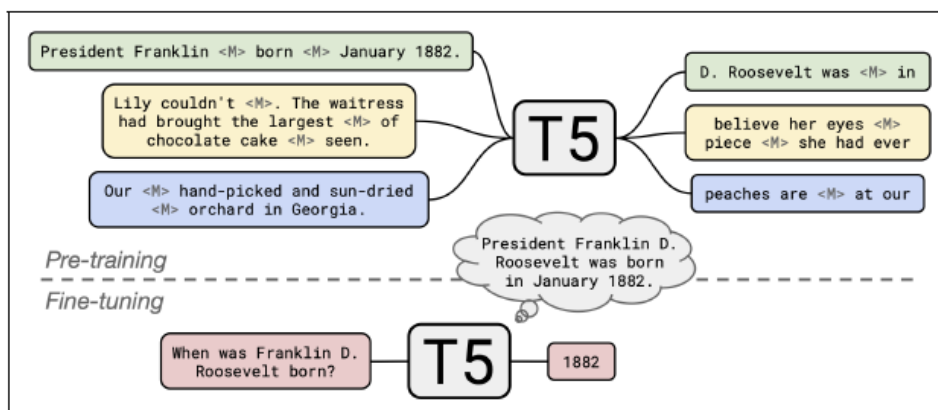 President Franklin <M> born <M> January 1882.
Lily couldn't <M>. The waitress
had brought the largest <M> of
chocolate cake <M> seen.
Our <M> hand-picked and sun-dried
<M> orchard in Georgia.
T5
D. Roosevelt was <M> in
believe her eyes <M>
piece <M> she had ever
peaches are <M> at our
Pre-training
President Franklin D.
Roosevelt was born
in January 1882.
Fine-tuning
When was Franklin D.
Roosevelt born?
T5
1882